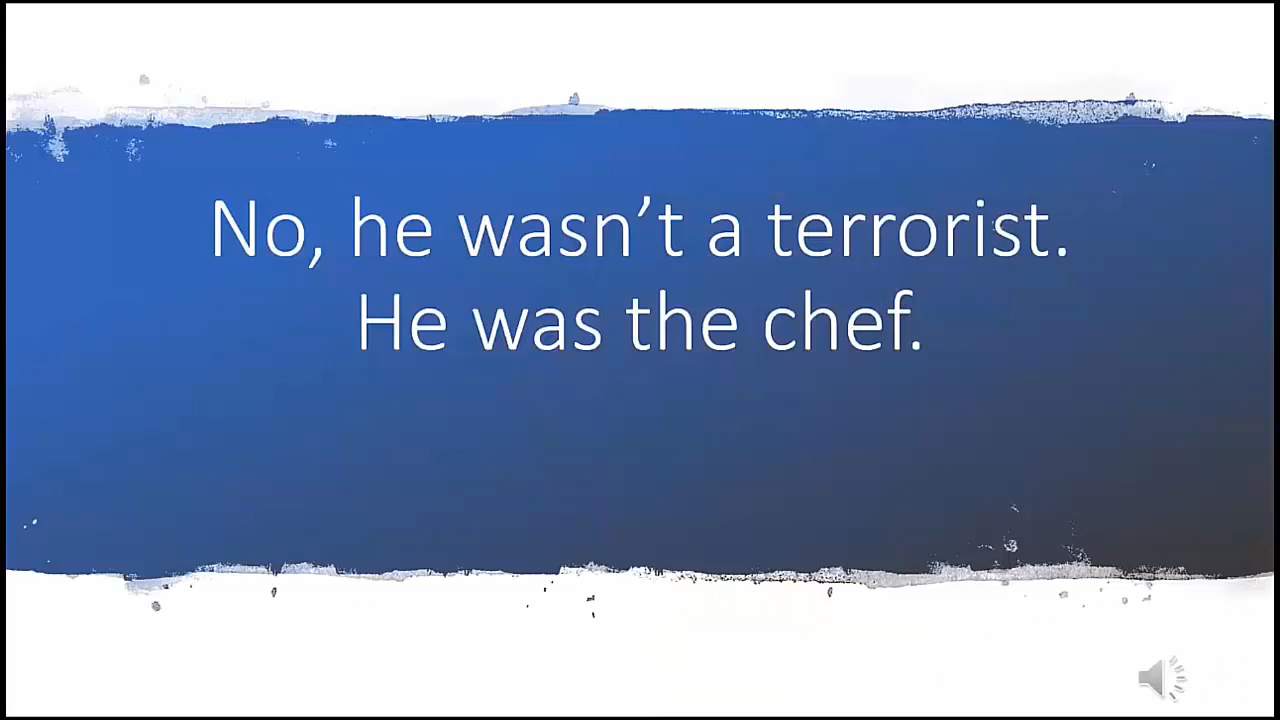 No, he wasn’t a terrorist.
He was the chef.